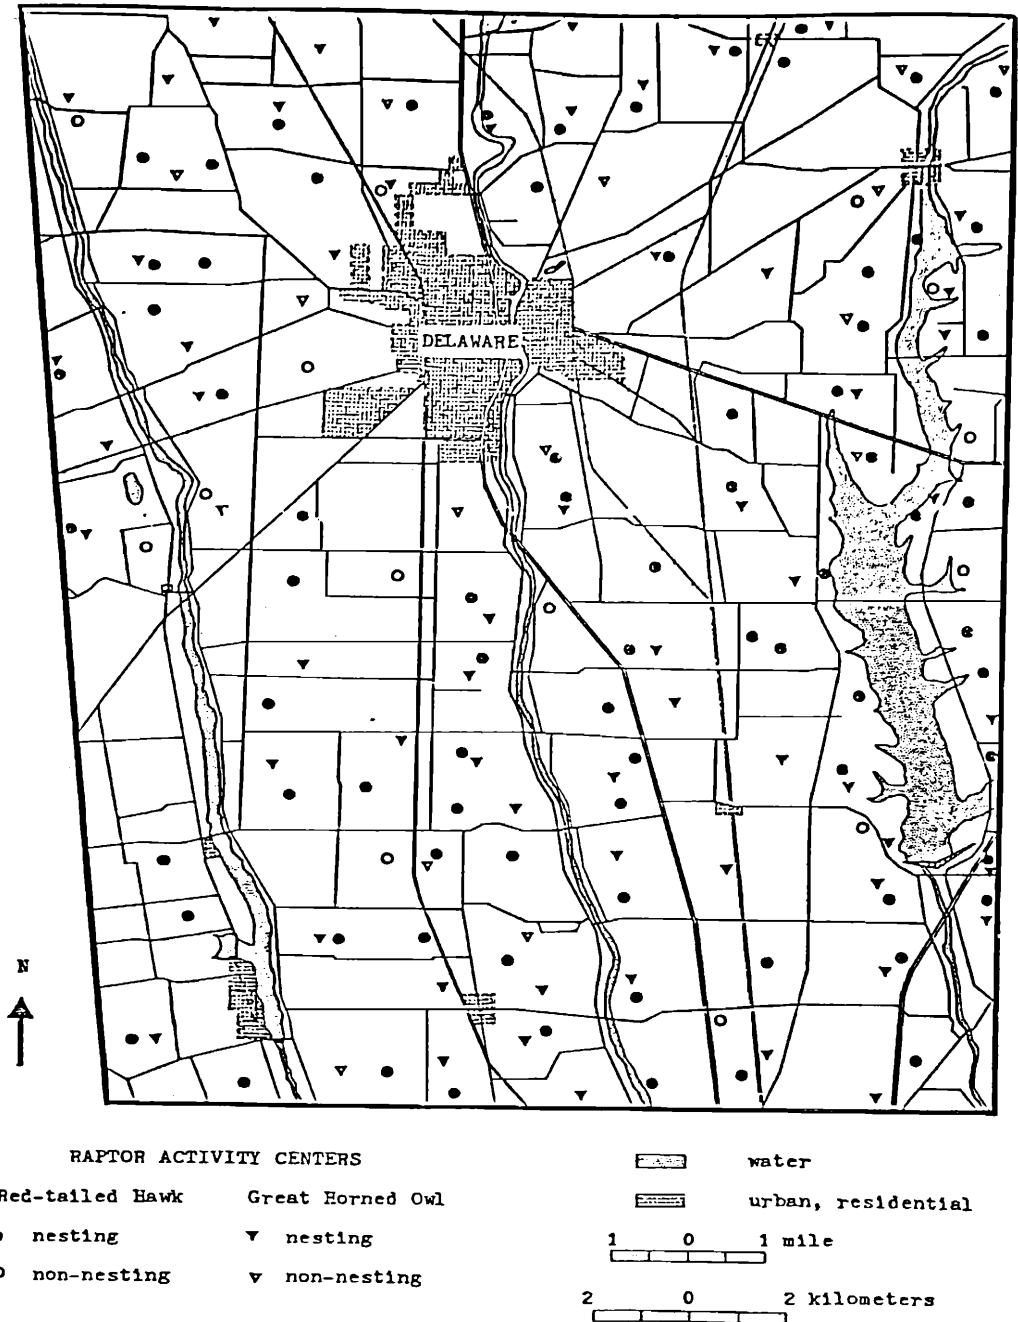 DELAWARE
N
RAPTOR ACTIVITY CENTERS
Red-tailed Hawk
Great Horned Owl
nesting
nesting
non-nesting
non-nesting
water
urban, residential
1 0 1 mile
2 0 2 kilometers